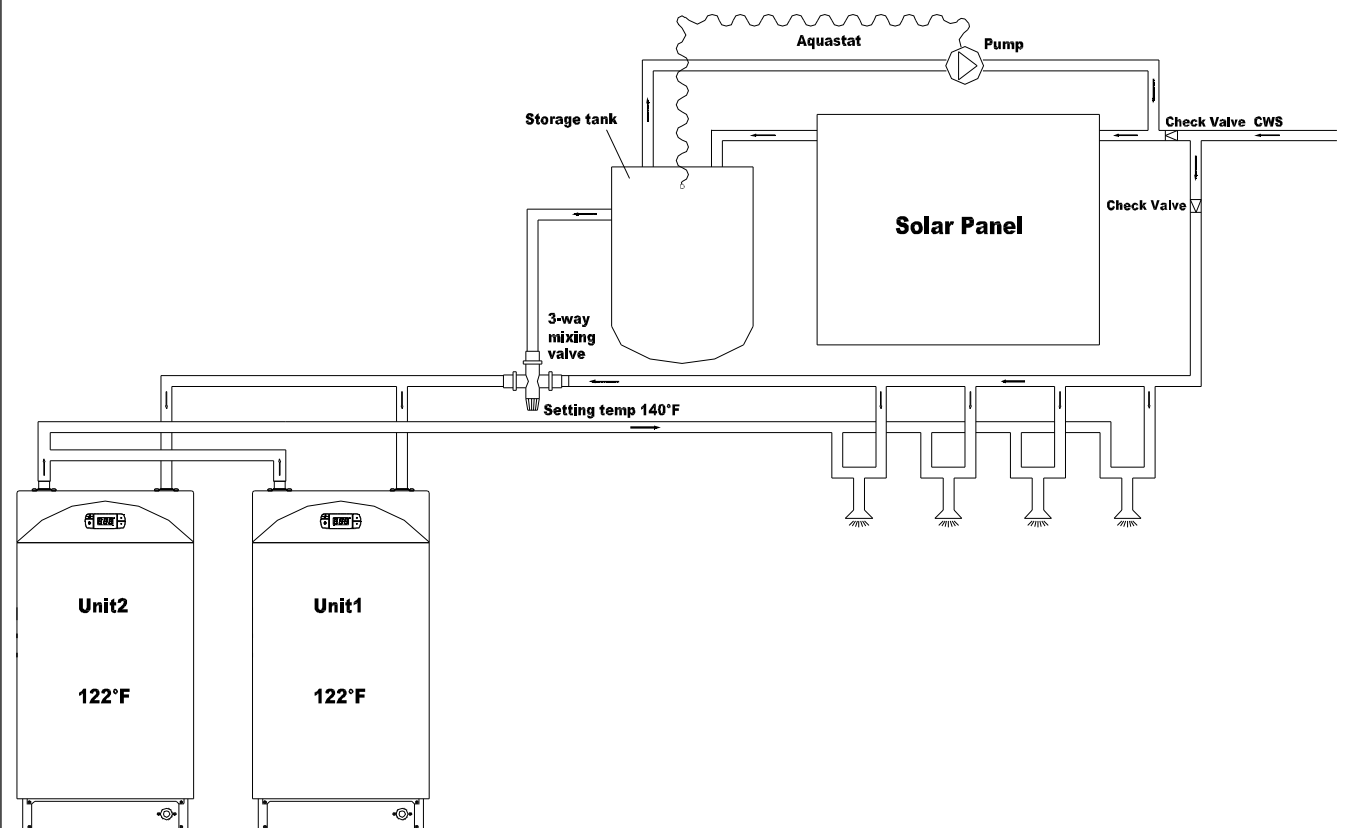 Aquastat
Pump
Storage tank
Check Valve CWS
Check Valve
Solar Panel
3-way
mixing
valve
Setting temp 140°F
Unit2
Unit1
122°F
122°F